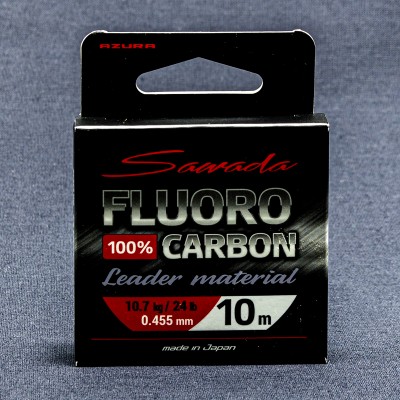 AZURA
Sawada
FLUORO
100% CARBON
Leader material
10.7 kg / 24 lb
0.455 mm 10 m
made in Japan